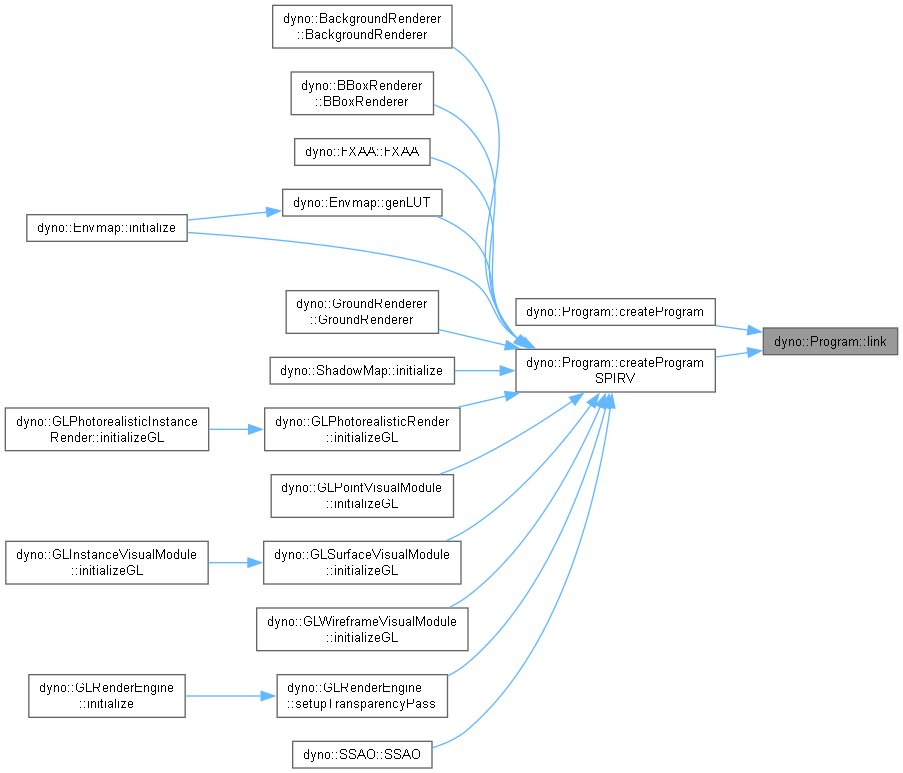 dyno::BackgroundRenderer
::BackgroundRenderer
dyno::BBoxRenderer
::BBoxRenderer
dyno::FXAA::FXAA
dyno::Envmap::genLUT
dyno::Envmap::initialize
dyno::GroundRenderer
::GroundRenderer
dyno::Program::createProgram
dyno::Program::link
dyno::Program::createProgram
SPIRV
dyno::ShadowMap::initialize
dyno::GLPhotorealisticInstance
Render::initializeGL
dyno::GLPhotorealisticRender
::initializeGL
dyno::GLPointVisualModule
::initializeGL
dyno::GLInstanceVisualModule
::initializeGL
dyno::GLSurfaceVisualModule
::initializeGL
dyno::GLWireframeVisualModule
::initializeGL
dyno::GLRenderEngine
::initialize
dyno::GLRenderEngine
::setupTransparencyPass
dyno::SSAO::SSAO